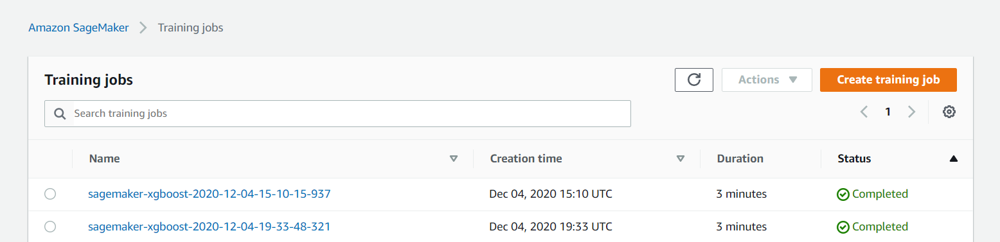 Amazon SageMaker > Training jobs
Training jobs
Actions
Create training job
Search training jobs
1
Name Creation time Duration Status
sagemaker-xgboost-2020-12-04-15-10-15-937 Dec 04, 2020 15:10 UTC 3 minutes Completed
sagemaker-xgboost-2020-12-04-19-33-48-321 Dec 04, 2020 19:33 UTC 3 minutes Completed